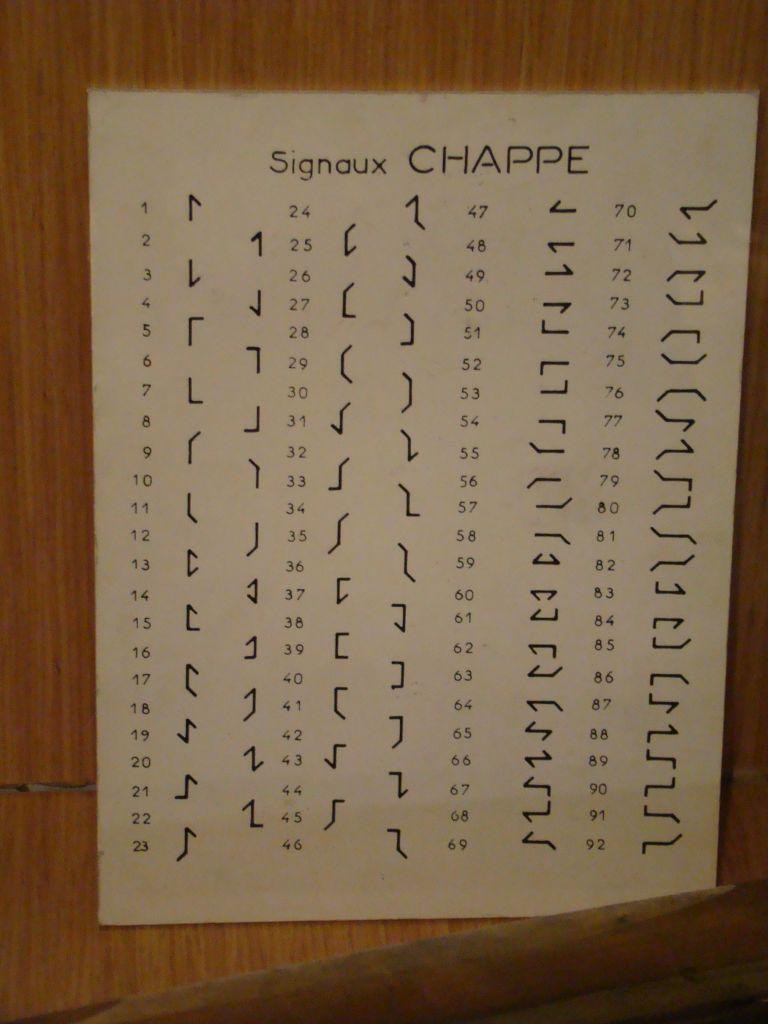 Signaux CHAPPE
1 24 47 70
2 25 48 71
3 26 49 72
4 27 50 73
5 28 51 74
6 29 52 75
7 30 53 76
8 31 54 77
9 32 55 78
10 33 56 79
11 34 57 80
12 35 58 81
13 36 59 82
14 37 60 83
15 38 61 84
16 39 62 85
17 40 63 86
18 41 64 87
19 42 65 88
20 43 66 89
21 44 67 90
22 45 68 91
23 46 69 92